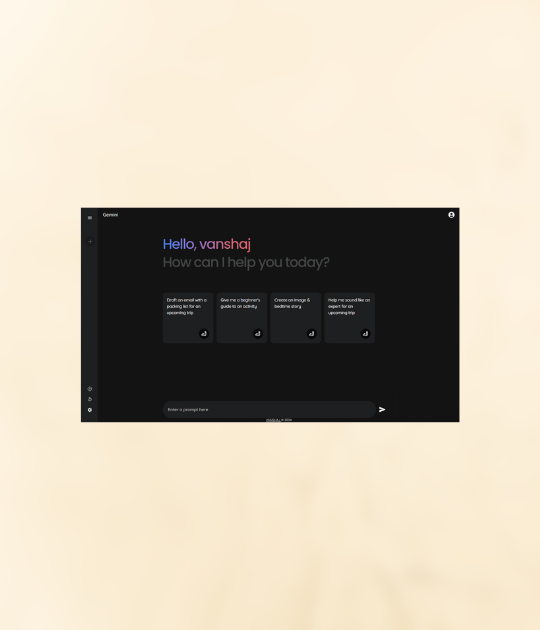 Gemini
Hello, vanshaj
How can I help you today?
Draft an email with a
packing list for an
upcoming trip
Give me a beginner's
guide to an activity
Create an image &
bedtime story
Help me sound like an
expert for an
upcoming trip
Enter a prompt here